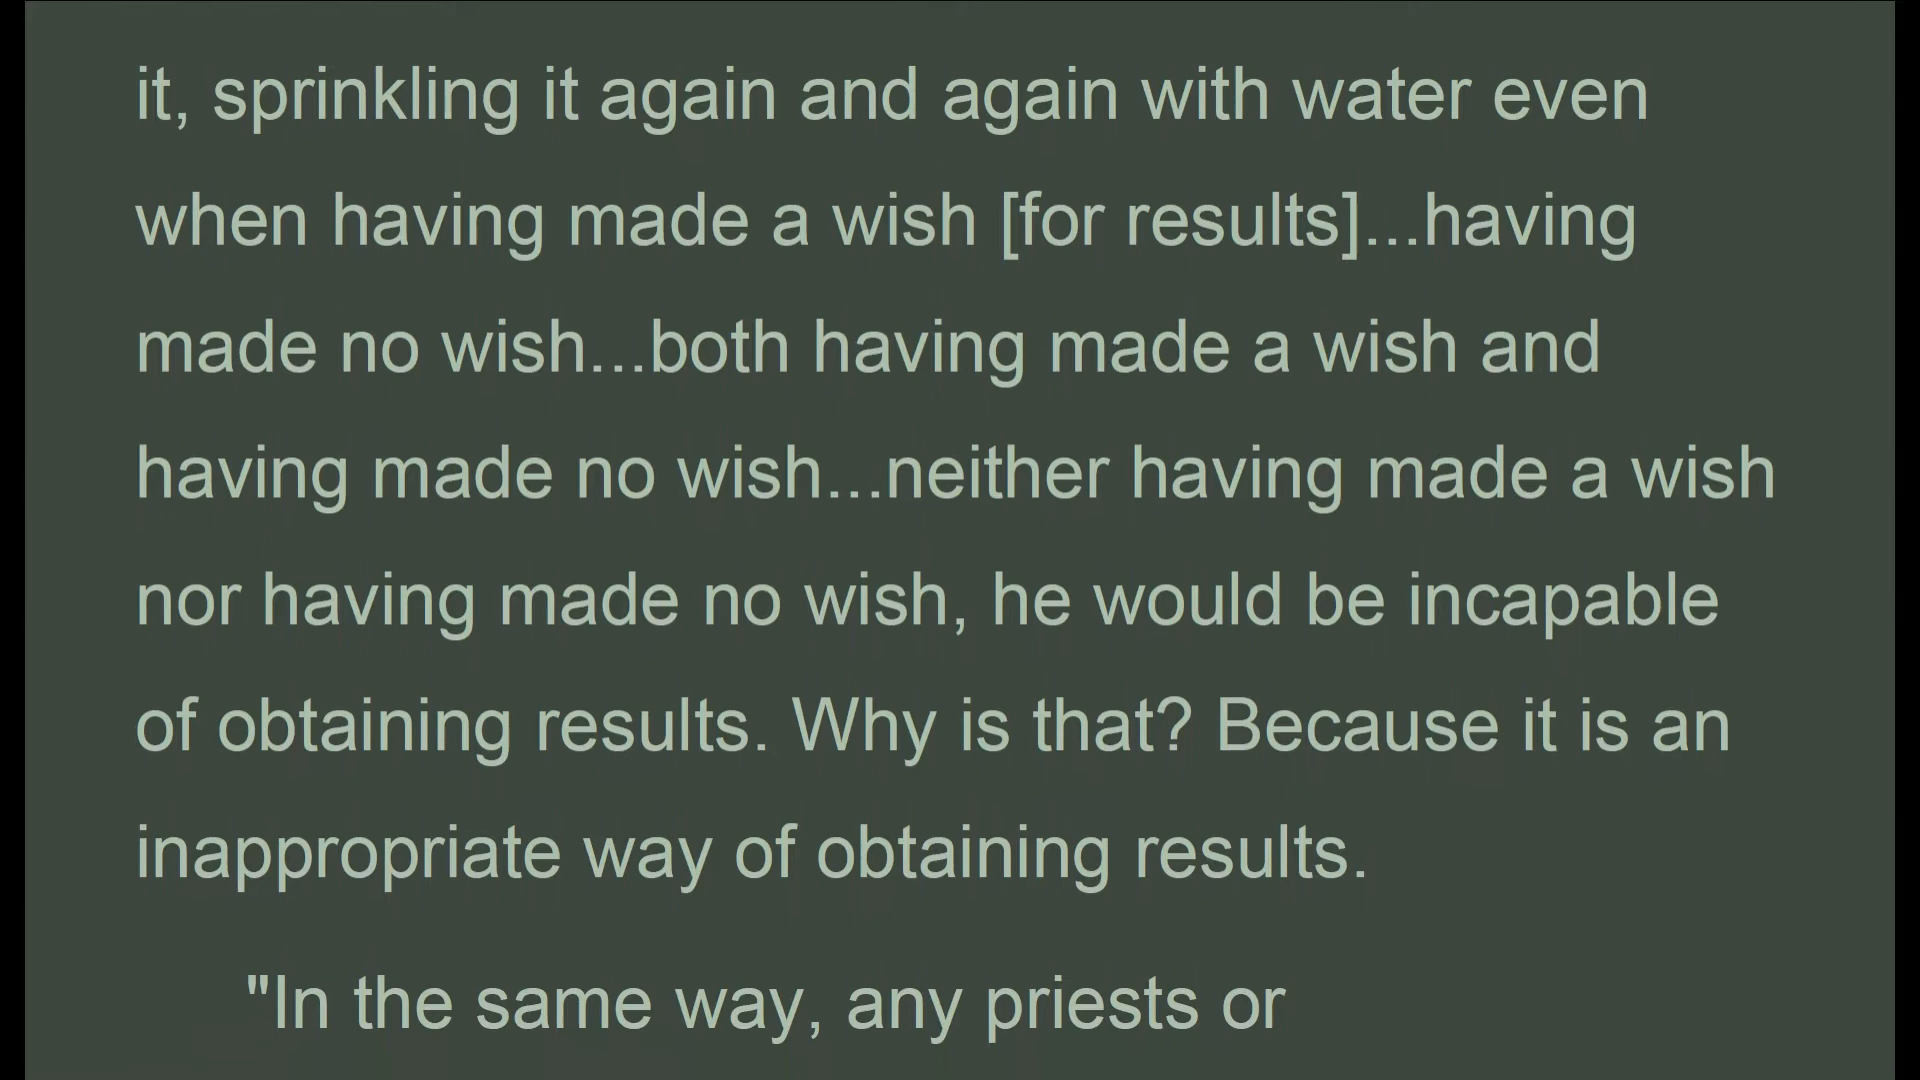 it, sprinkling it again and again with water even
when having made a wish [for results]...having
made no wish...both having made a wish and
having made no wish...neither having made a wish
nor having made no wish, he would be incapable
of obtaining results. Why is that? Because it is an
inappropriate way of obtaining results.
"In the same way, any priests or